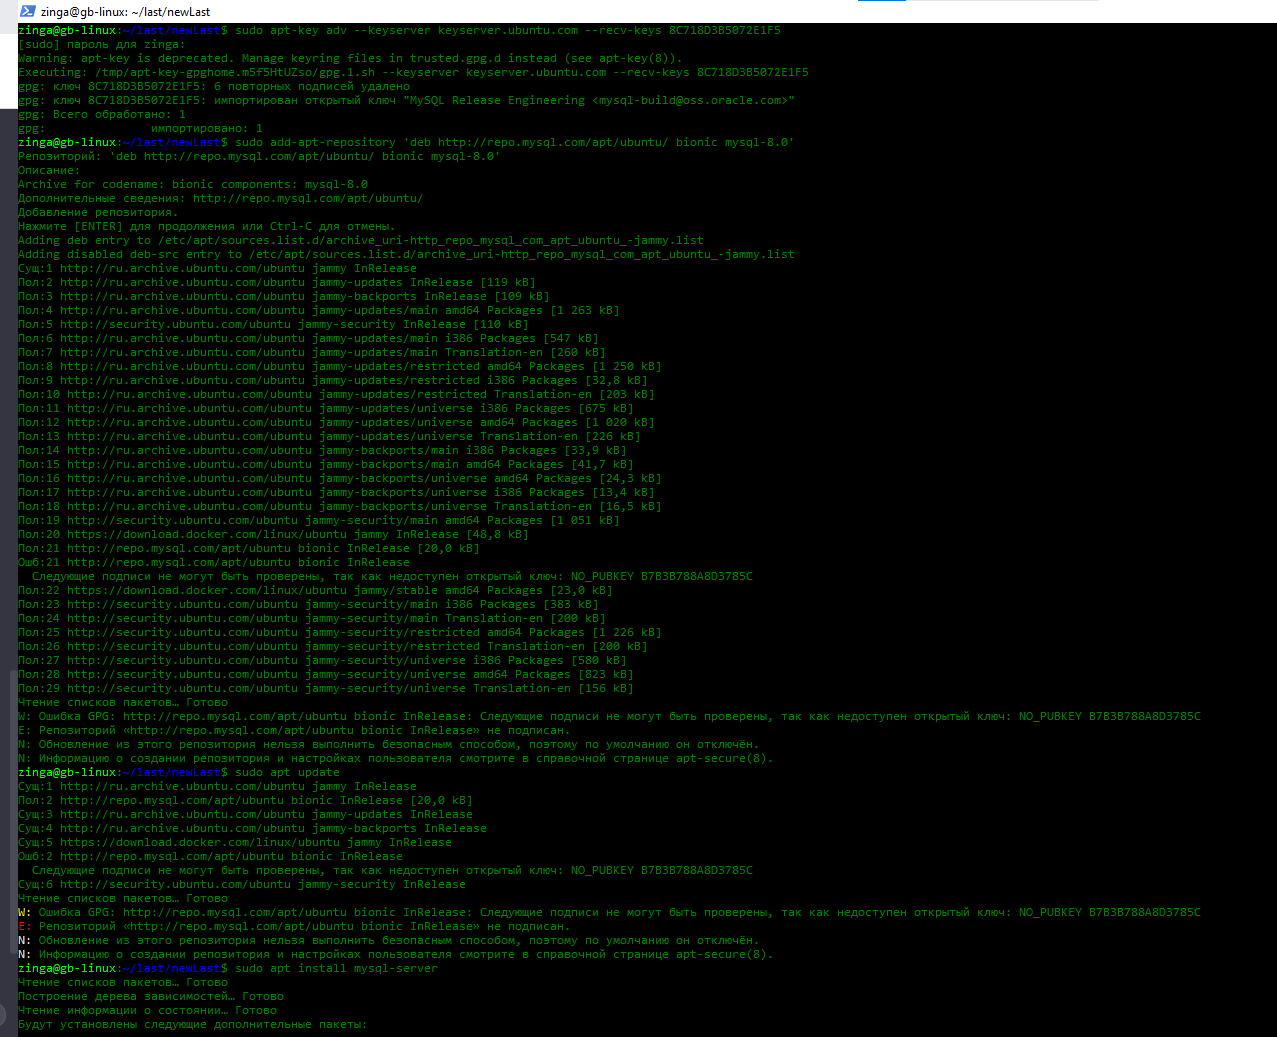 zinga@gb-linux: ~/last/newLast
zinga@gb-linux:~/last/newLast$ sudo apt-key adv --keyserver keyserver.ubuntu.com --recv-keys 8C718D3B5072E1F5
[sudo] пароль для zinga:
Warning: apt-key is deprecated. Manage keyring files in trusted.gpg.d instead (see apt-key(8)).
Executing: /tmp/apt-key-gpghome.m5f5HtUZso/gpg.1.sh --keyserver keyserver.ubuntu.com --recv-keys 8C718D3B5072E1F5
gpg: ключ 8C718D3B5072E1F5: 6 повторных подписей удалено
gpg: ключ 8C718D3B5072E1F5: импортирован открытый ключ "MySQL Release Engineering <mysql-build@oss.oracle.com>"
gpg: Всего обработано: 1
gpg:               импортировано: 1
zinga@gb-linux:~/last/newLast$ sudo add-apt-repository 'deb http://repo.mysql.com/apt/ubuntu/ bionic mysql-8.0'
Репозиторий: 'deb http://repo.mysql.com/apt/ubuntu/ bionic mysql-8.0'
Описание:
Archive for codename: bionic components: mysql-8.0
Дополнительные сведения: http://repo.mysql.com/apt/ubuntu/
Добавление репозитория.
Нажмите [ENTER] для продолжения или Ctrl-C для отмены.
Adding deb entry to /etc/apt/sources.list.d/archive_uri-http_repo_mysql_com_apt_ubuntu_-jammy.list
Adding disabled deb-src entry to /etc/apt/sources.list.d/archive_uri-http_repo_mysql_com_apt_ubuntu_-jammy.list
Сущ:1 http://ru.archive.ubuntu.com/ubuntu jammy InRelease
Пол:2 http://ru.archive.ubuntu.com/ubuntu jammy-updates InRelease [119 kB]
Пол:3 http://ru.archive.ubuntu.com/ubuntu jammy-backports InRelease [109 kB]
Пол:4 http://ru.archive.ubuntu.com/ubuntu jammy-updates/main amd64 Packages [1 263 kB]
Пол:5 http://security.ubuntu.com/ubuntu jammy-security InRelease [110 kB]
Пол:6 http://ru.archive.ubuntu.com/ubuntu jammy-updates/main i386 Packages [547 kB]
Пол:7 http://ru.archive.ubuntu.com/ubuntu jammy-updates/main Translation-en [260 kB]
Пол:8 http://ru.archive.ubuntu.com/ubuntu jammy-updates/restricted amd64 Packages [1 250 kB]
Пол:9 http://ru.archive.ubuntu.com/ubuntu jammy-updates/restricted i386 Packages [32,8 kB]
Пол:10 http://ru.archive.ubuntu.com/ubuntu jammy-updates/restricted Translation-en [203 kB]
Пол:11 http://ru.archive.ubuntu.com/ubuntu jammy-updates/universe i386 Packages [675 kB]
Пол:12 http://ru.archive.ubuntu.com/ubuntu jammy-updates/universe amd64 Packages [1 020 kB]
Пол:13 http://ru.archive.ubuntu.com/ubuntu jammy-updates/universe Translation-en [226 kB]
Пол:14 http://ru.archive.ubuntu.com/ubuntu jammy-backports/main i386 Packages [33,9 kB]
Пол:15 http://ru.archive.ubuntu.com/ubuntu jammy-backports/main amd64 Packages [41,7 kB]
Пол:16 http://ru.archive.ubuntu.com/ubuntu jammy-backports/universe amd64 Packages [24,3 kB]
Пол:17 http://ru.archive.ubuntu.com/ubuntu jammy-backports/universe i386 Packages [13,4 kB]
Пол:18 http://ru.archive.ubuntu.com/ubuntu jammy-backports/universe Translation-en [16,5 kB]
Пол:19 http://security.ubuntu.com/ubuntu jammy-security/main amd64 Packages [1 051 kB]
Пол:20 https://download.docker.com/linux/ubuntu jammy InRelease [48,8 kB]
Пол:21 http://repo.mysql.com/apt/ubuntu bionic InRelease [20,0 kB]
Ошб:21 http://repo.mysql.com/apt/ubuntu bionic InRelease
  Следующие подписи не могут быть проверены, так как недоступен открытый ключ: NO_PUBKEY B7B3B788A8D3785C
Пол:22 https://download.docker.com/linux/ubuntu jammy/stable amd64 Packages [23,0 kB]
Пол:23 http://security.ubuntu.com/ubuntu jammy-security/main i386 Packages [383 kB]
Пол:24 http://security.ubuntu.com/ubuntu jammy-security/main Translation-en [200 kB]
Пол:25 http://security.ubuntu.com/ubuntu jammy-security/restricted amd64 Packages [1 226 kB]
Пол:26 http://security.ubuntu.com/ubuntu jammy-security/restricted Translation-en [200 kB]
Пол:27 http://security.ubuntu.com/ubuntu jammy-security/universe i386 Packages [580 kB]
Пол:28 http://security.ubuntu.com/ubuntu jammy-security/universe amd64 Packages [823 kB]
Пол:29 http://security.ubuntu.com/ubuntu jammy-security/universe Translation-en [156 kB]
Чтение списков пакетов… Готово
W: Ошибка GPG: http://repo.mysql.com/apt/ubuntu bionic InRelease: Следующие подписи не могут быть проверены, так как недоступен открытый ключ: NO_PUBKEY B7B3B788A8D3785C
E: Репозиторий «http://repo.mysql.com/apt/ubuntu bionic InRelease» не подписан.
N: Обновление из этого репозитория нельзя выполнить безопасным способом, поэтому по умолчанию он отключён.
N: Информацию о создании репозитория и настройках пользователя смотрите в справочной странице apt-secure(8).
zinga@gb-linux:~/last/newLast$ sudo apt update
Сущ:1 http://ru.archive.ubuntu.com/ubuntu jammy InRelease
Пол:2 http://repo.mysql.com/apt/ubuntu bionic InRelease [20,0 kB]
Сущ:3 http://ru.archive.ubuntu.com/ubuntu jammy-updates InRelease
Сущ:4 http://ru.archive.ubuntu.com/ubuntu jammy-backports InRelease
Сущ:5 https://download.docker.com/linux/ubuntu jammy InRelease
Ошб:2 http://repo.mysql.com/apt/ubuntu bionic InRelease
  Следующие подписи не могут быть проверены, так как недоступен открытый ключ: NO_PUBKEY B7B3B788A8D3785C
Сущ:6 http://security.ubuntu.com/ubuntu jammy-security InRelease
Чтение списков пакетов… Готово
W: Ошибка GPG: http://repo.mysql.com/apt/ubuntu bionic InRelease: Следующие подписи не могут быть проверены, так как недоступен открытый ключ: NO_PUBKEY B7B3B788A8D3785C
E: Репозиторий «http://repo.mysql.com/apt/ubuntu bionic InRelease» не подписан.
N: Обновление из этого репозитория нельзя выполнить безопасным способом, поэтому по умолчанию он отключён.
N: Информацию о создании репозитория и настройках пользователя смотрите в справочной странице apt-secure(8).
zinga@gb-linux:~/last/newLast$ sudo apt install mysql-server
Чтение списков пакетов… Готово
Построение дерева зависимостей… Готово
Чтение информации о состоянии… Готово
Будут установлены следующие дополнительные пакеты: